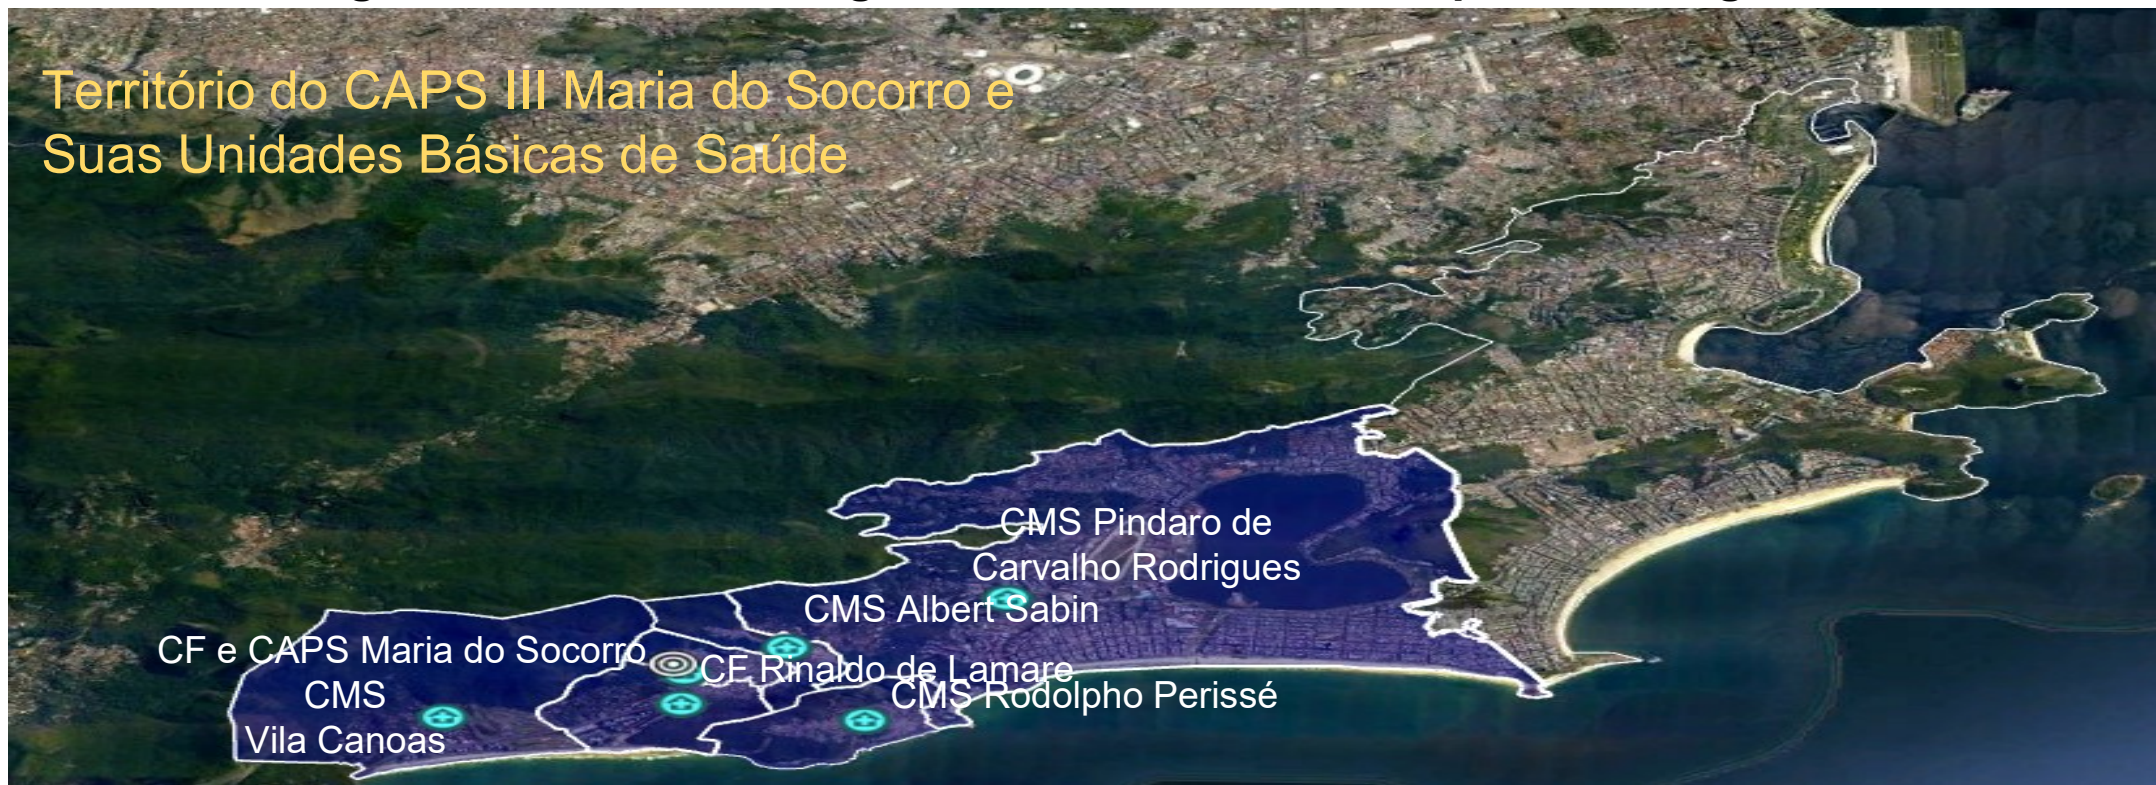 Território do CAPS III Maria do Socorro e
Suas Unidades Básicas de Saúde
CMS Pindaro de
Carvalho Rodrigues
CMS Albert Sabin
CF e CAPS Maria do Socorro
CF Rinaldo de Lamare
CMS
Vila Canoas
CMS Rodolpho Perissé